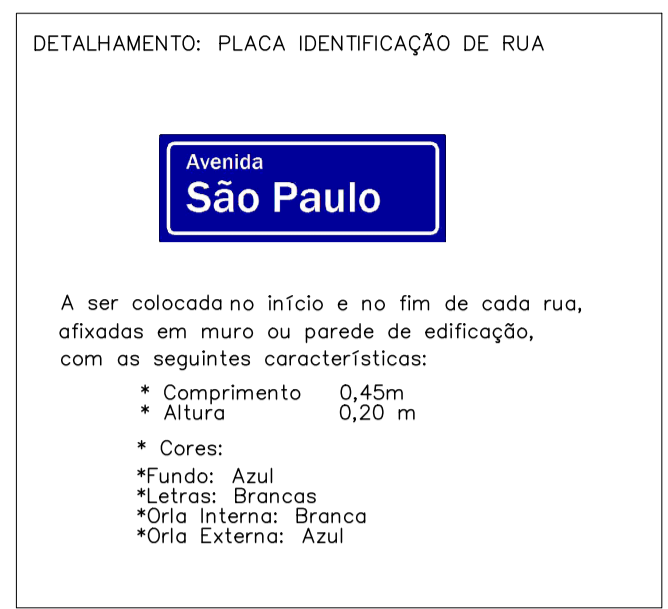 DETALHAMENTO: PLACA IDENTIFICAÇÃO DE RUA
Avenida
São Paulo
A ser colocada no início e no fim de cada rua,
afixadas em muro ou parede de edificação,
com as seguintes características:
* Comprimento 0,45m
* Altura 0,20 m
* Cores:
*Fundo: Azul
*Letras: Brancas
*Orla Interna: Branca
*Orla Externa: Azul